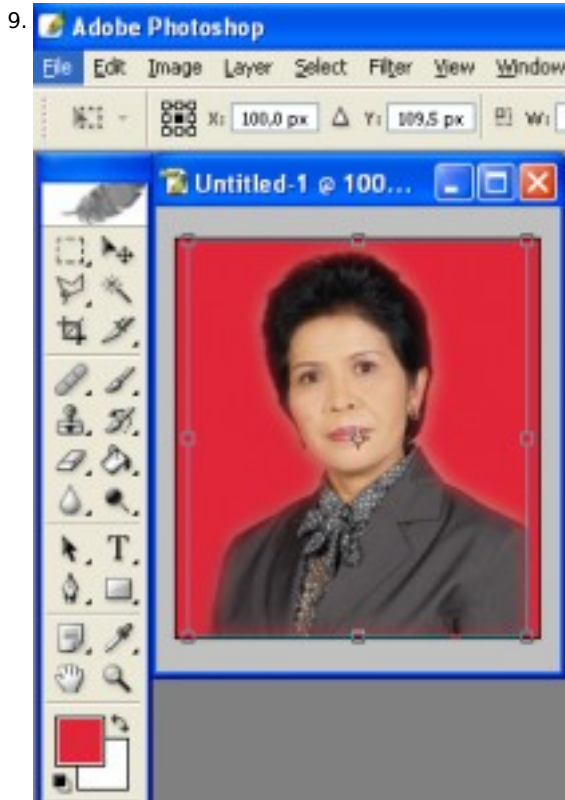 9.
Adobe Photoshop
File Edit Image Layer Select Filter View Window
X: 100,0 px Y: 109,5 px W:
Untitled-1 @ 100...
T